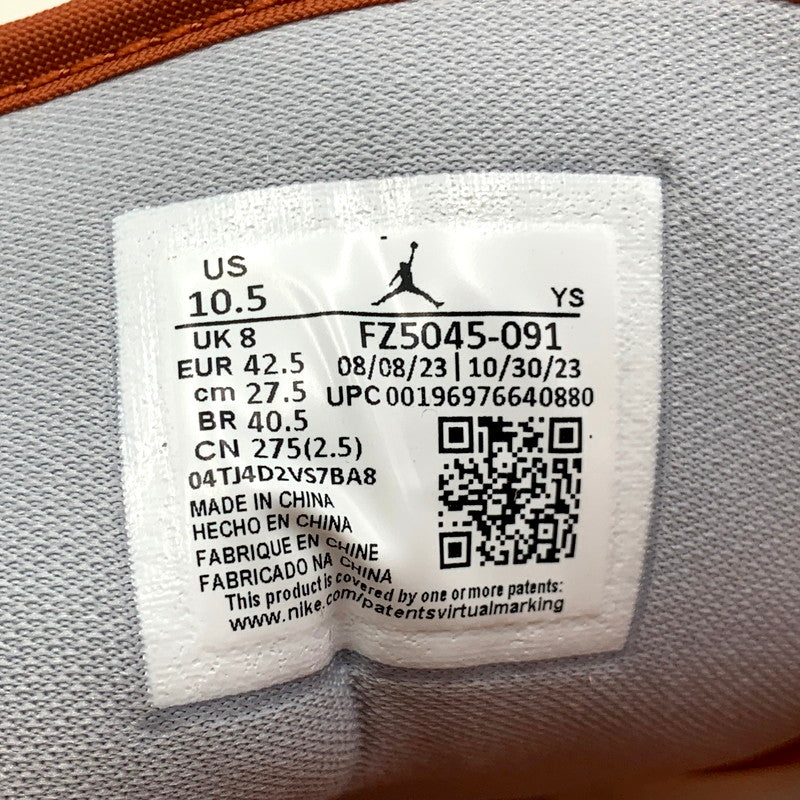 US
10.5 YS
UK 8 FZ5045-091
EUR 42.5 08/08/23 | 10/30/23
cm 27.5 UPC 00196976640880
BR 40.5
CN 275(2.5)
04TJ4D2VS7BA8
MADE IN CHINA
HECHO EN CHINA
FABRIQUE EN CHINE
FABRICADO NA CHINA
This product is covered by one or more patents:
www.nike.com/patentsvirtualmarking